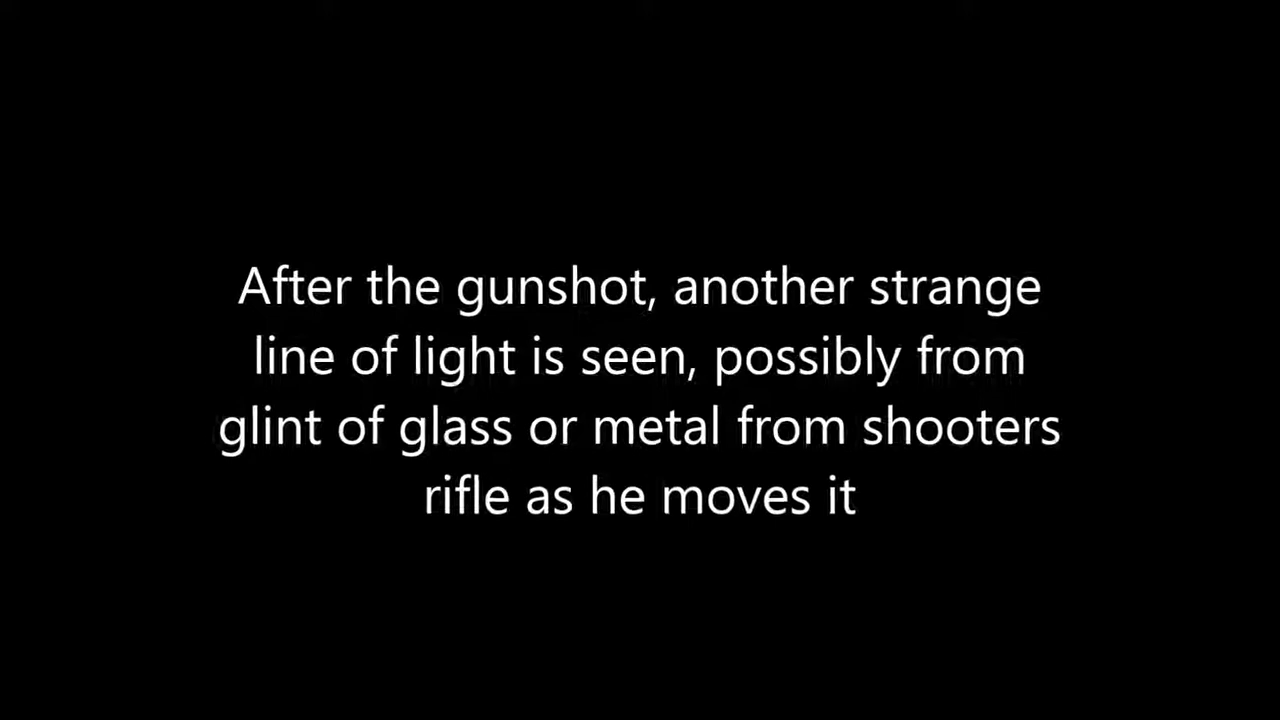 After the gunshot, another strange
line of light is seen, possibly from
glint of glass or metal from shooters
rifle as he moves it